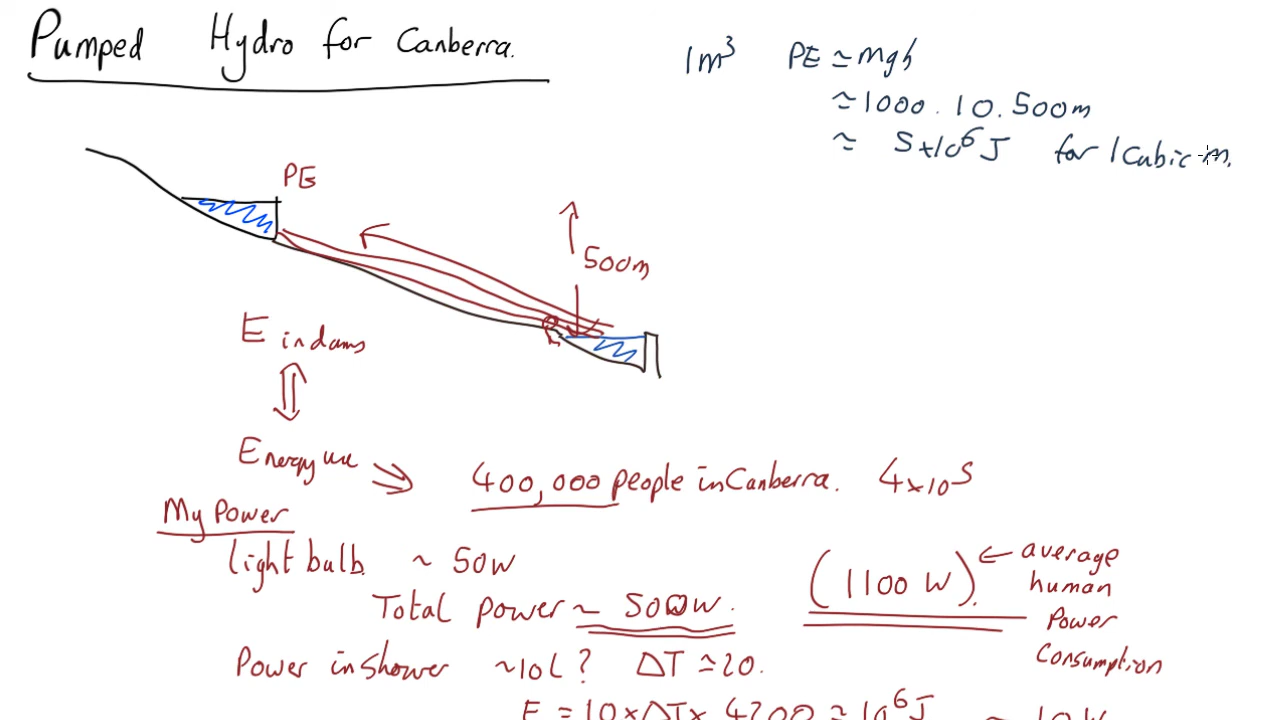 Pumped Hydro for Canberra.
1m³ PE ≃ mgh
≃ 1000 . 10 . 500m
≃ 5×10⁶ J for 1 Cubic m.
PE
500m
E in dams
Energy use
400,000 people in Canberra. 4×10⁵
My Power
light bulb ~ 50W
Total power ~ 500W.
(1100 W).
average
human
Power
Consumption
Power in shower ~10L? ΔT ≃ 20.
E = 10×ΔT× 4200 ≃ 10⁶ J ~ 10 W